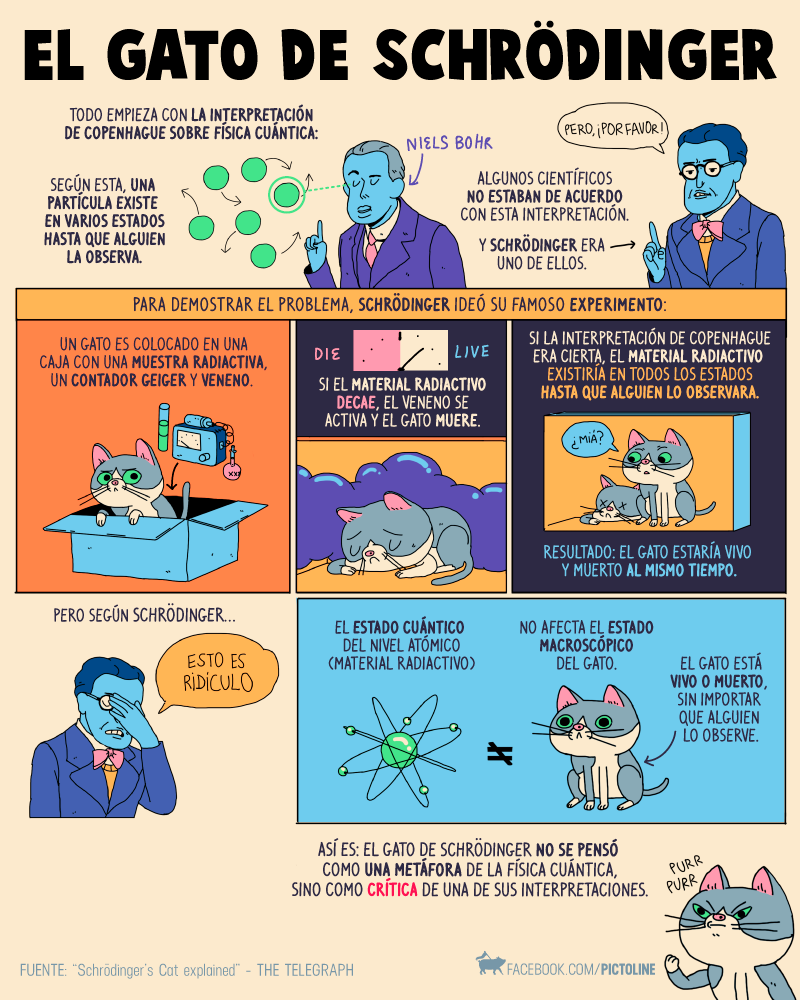 EL GATO DE SCHRÖDINGER
TODO EMPIEZA CON LA INTERPRETACIÓN
DE COPENHAGUE SOBRE FÍSICA CUÁNTICA:
SEGÚN ESTA, UNA
PARTÍCULA EXISTE
EN VARIOS ESTADOS
HASTA QUE ALGUIEN
LA OBSERVA.
NIELS BOHR
PERO, ¡POR FAVOR!
ALGUNOS CIENTÍFICOS
NO ESTABAN DE ACUERDO
CON ESTA INTERPRETACIÓN.
Y SCHRÖDINGER ERA
UNO DE ELLOS.
PARA DEMOSTRAR EL PROBLEMA, SCHRÖDINGER IDEÓ SU FAMOSO EXPERIMENTO:
UN GATO ES COLOCADO EN UNA
CAJA CON UNA MUESTRA RADIACTIVA,
UN CONTADOR GEIGER Y VENENO.
XXX
DIE
LIVE
SI EL MATERIAL RADIACTIVO
DECAE, EL VENENO SE
ACTIVA Y EL GATO MUERE.
SI LA INTERPRETACIÓN DE COPENHAGUE
ERA CIERTA, EL MATERIAL RADIACTIVO
EXISTIRÍA EN TODOS LOS ESTADOS
HASTA QUE ALGUIEN LO OBSERVARA.
¿MIÁ?
RESULTADO: EL GATO ESTARÍA VIVO
Y MUERTO AL MISMO TIEMPO.
PERO SEGÚN SCHRÖDINGER...
ESTO ES
RIDÍCULO
EL ESTADO CUÁNTICO
DEL NIVEL ATÓMICO
(MATERIAL RADIACTIVO)
≠
NO AFECTA EL ESTADO
MACROSCÓPICO
DEL GATO.
EL GATO ESTÁ
VIVO O MUERTO,
SIN IMPORTAR
QUE ALGUIEN
LO OBSERVE.
ASÍ ES: EL GATO DE SCHRÖDINGER NO SE PENSÓ
COMO UNA METÁFORA DE LA FÍSICA CUÁNTICA,
SINO COMO CRÍTICA DE UNA DE SUS INTERPRETACIONES.
PURR
PURR
FUENTE: "Schrödinger's Cat explained" - THE TELEGRAPH
FACEBOOK.COM/PICTOLINE